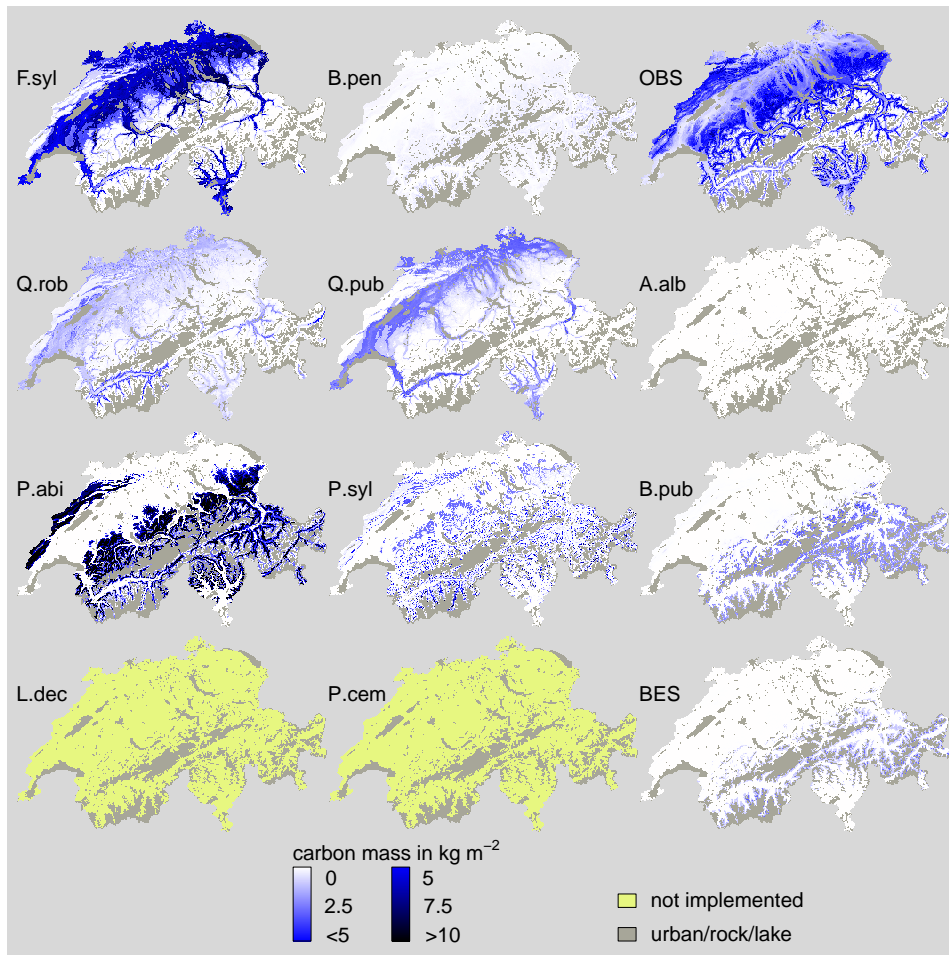 F.syl B.pen OBS
Q.rob Q.pub A.alb
P.abi P.syl B.pub
L.dec P.cem BES
carbon mass in kg m⁻²
0 5
2.5 7.5 not implemented
<5 >10 urban/rock/lake